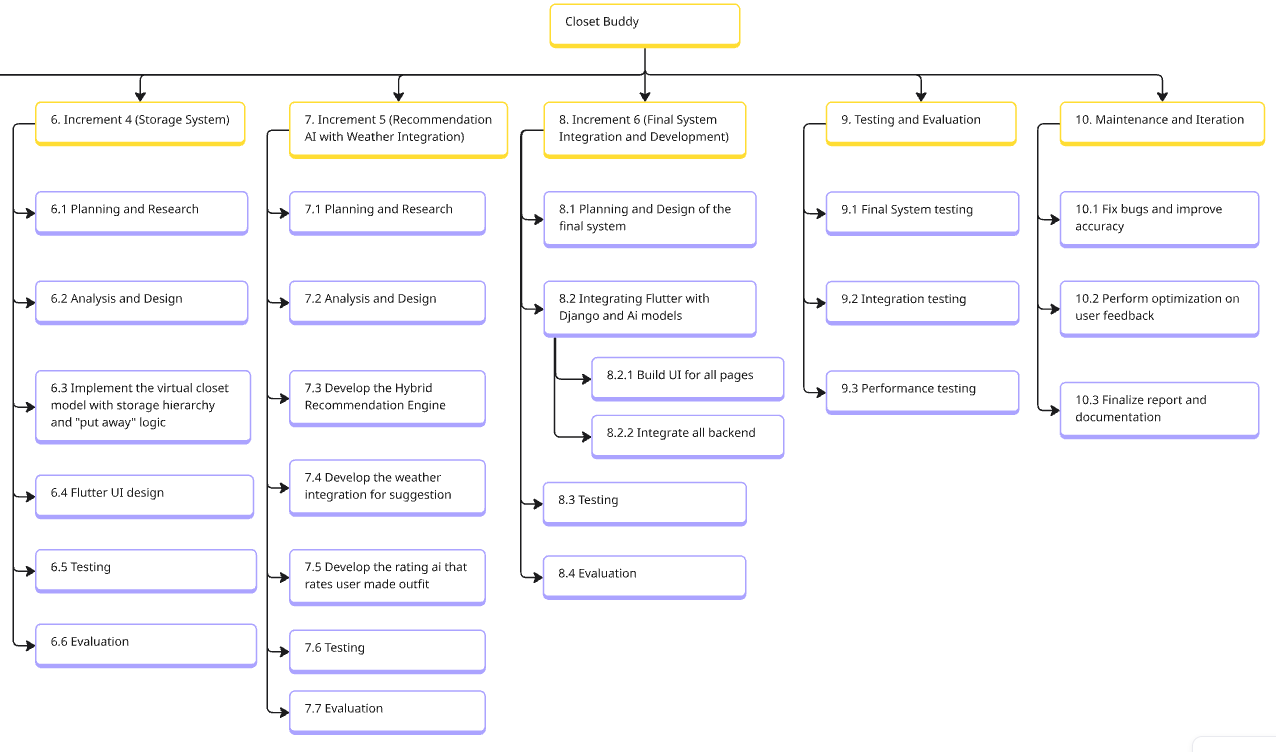 Closet Buddy
6. Increment 4 (Storage System)
6.1 Planning and Research
6.2 Analysis and Design
6.3 Implement the virtual closet
model with storage hierarchy
and "put away" logic
6.4 Flutter UI design
6.5 Testing
6.6 Evaluation
7. Increment 5 (Recommendation
AI with Weather Integration)
7.1 Planning and Research
7.2 Analysis and Design
7.3 Develop the Hybrid
Recommendation Engine
7.4 Develop the weather
integration for suggestion
7.5 Develop the rating ai that
rates user made outfit
7.6 Testing
7.7 Evaluation
8. Increment 6 (Final System
Integration and Development)
8.1 Planning and Design of the
final system
8.2 Integrating Flutter with
Django and Ai models
8.2.1 Build UI for all pages
8.2.2 Integrate all backend
8.3 Testing
8.4 Evaluation
9. Testing and Evaluation
9.1 Final System testing
9.2 Integration testing
9.3 Performance testing
10. Maintenance and Iteration
10.1 Fix bugs and improve
accuracy
10.2 Perform optimization on
user feedback
10.3 Finalize report and
documentation